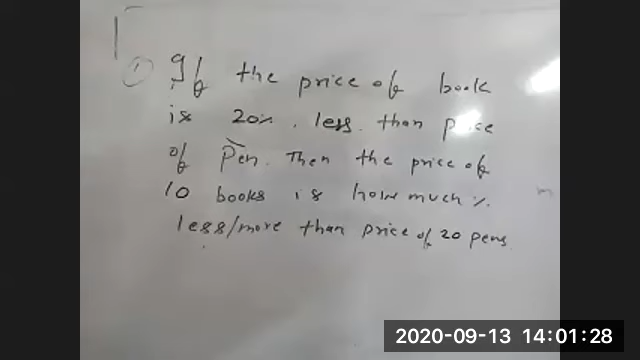 ① If the price of book
is 20% less than price
of Pen. Then the price of
10 books is how much %
less/more than price of 20 pens
2020-09-13 14:01:28